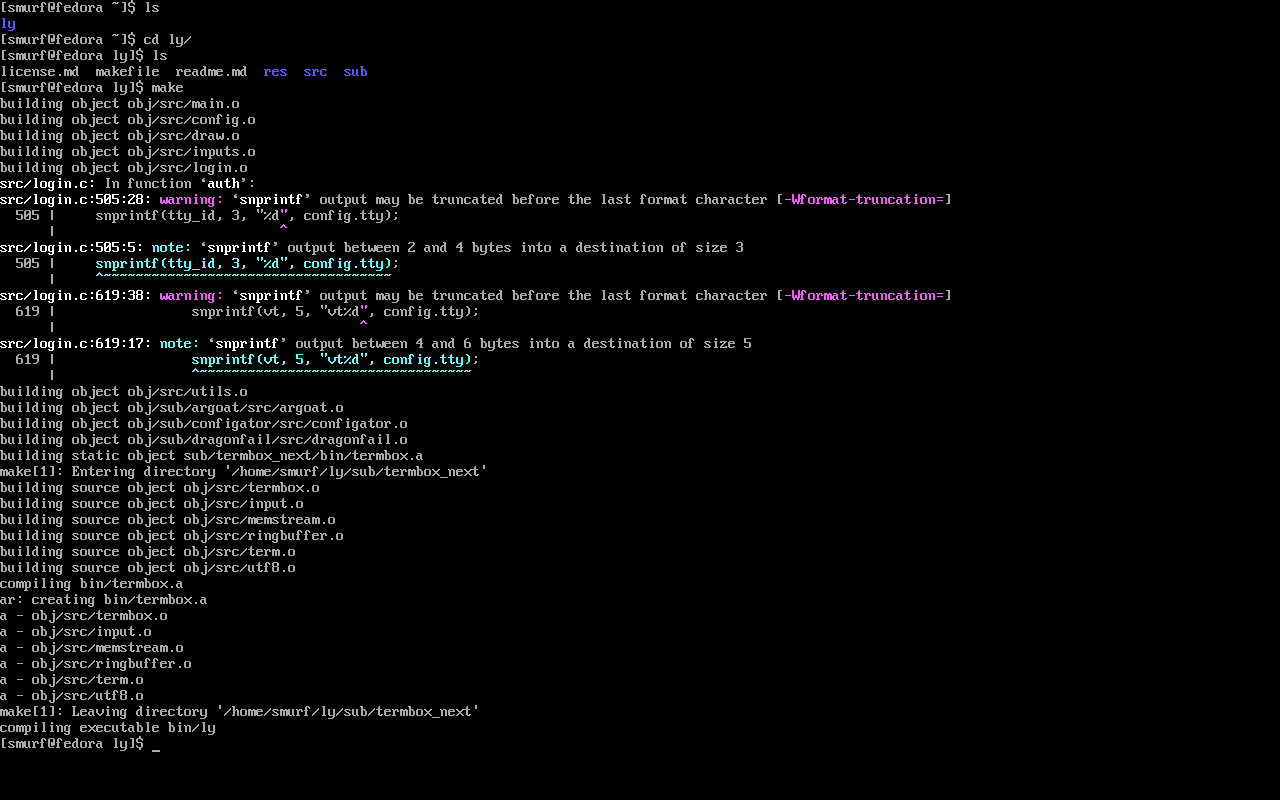 [smurf@fedora ~]$ ls
ly
[smurf@fedora ~]$ cd ly/
[smurf@fedora ly]$ ls
license.md  makefile  readme.md  res  src  sub
[smurf@fedora ly]$ make
building object obj/src/main.o
building object obj/src/config.o
building object obj/src/draw.o
building object obj/src/inputs.o
building object obj/src/login.o
src/login.c: In function ‘auth’:
src/login.c:505:28: warning: ‘snprintf’ output may be truncated before the last format character [-Wformat-truncation=]
  505 |     snprintf(tty_id, 3, "%d", config.tty);
      |                            ^
src/login.c:505:5: note: ‘snprintf’ output between 2 and 4 bytes into a destination of size 3
  505 |     snprintf(tty_id, 3, "%d", config.tty);
      |     ^~~~~~~~~~~~~~~~~~~~~~~~~~~~~~~~~~~~~
src/login.c:619:38: warning: ‘snprintf’ output may be truncated before the last format character [-Wformat-truncation=]
  619 |                 snprintf(vt, 5, "vt%d", config.tty);
      |                                      ^
src/login.c:619:17: note: ‘snprintf’ output between 4 and 6 bytes into a destination of size 5
  619 |                 snprintf(vt, 5, "vt%d", config.tty);
      |                 ^~~~~~~~~~~~~~~~~~~~~~~~~~~~~~~~~~~
building object obj/src/utils.o
building object obj/sub/argoat/src/argoat.o
building object obj/sub/configator/src/configator.o
building object obj/sub/dragonfail/src/dragonfail.o
building static object sub/termbox_next/bin/termbox.a
make[1]: Entering directory '/home/smurf/ly/sub/termbox_next'
building source object obj/src/termbox.o
building source object obj/src/input.o
building source object obj/src/memstream.o
building source object obj/src/ringbuffer.o
building source object obj/src/term.o
building source object obj/src/utf8.o
compiling bin/termbox.a
ar: creating bin/termbox.a
a - obj/src/termbox.o
a - obj/src/input.o
a - obj/src/memstream.o
a - obj/src/ringbuffer.o
a - obj/src/term.o
a - obj/src/utf8.o
make[1]: Leaving directory '/home/smurf/ly/sub/termbox_next'
compiling executable bin/ly
[smurf@fedora ly]$ _